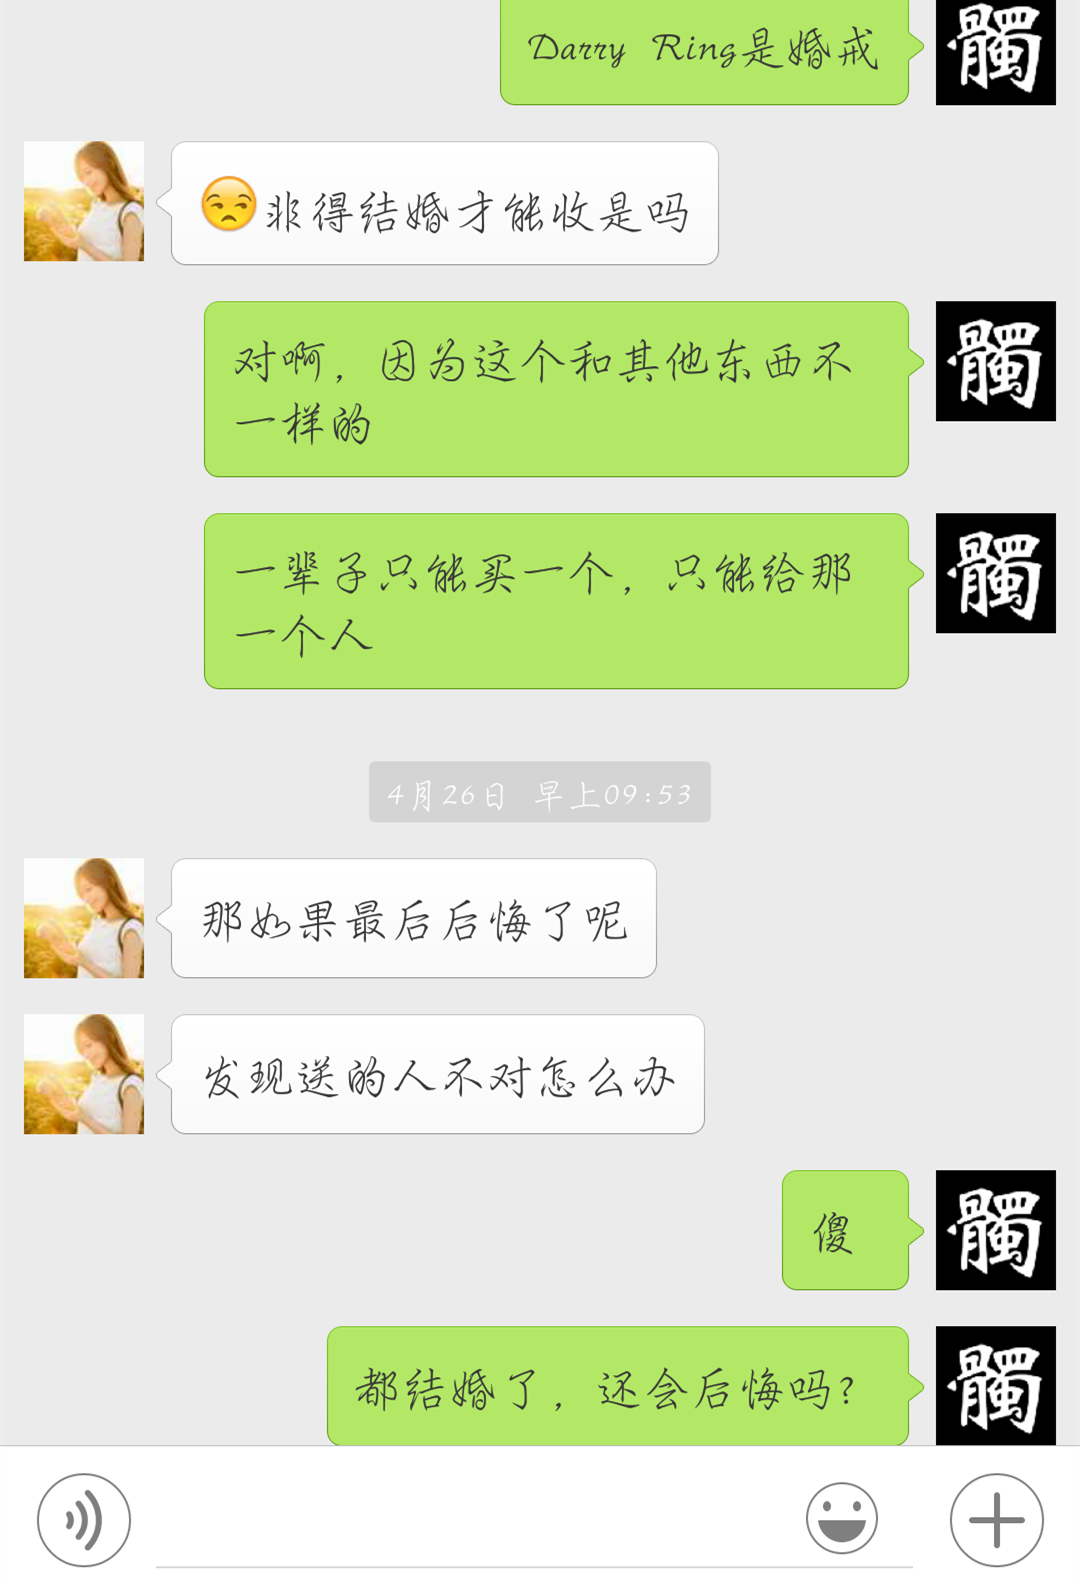 Darry Ring是婚戒
髑
非得结婚才能收是吗
对啊，因为这个和其他东西不
一样的
髑
一辈子只能买一个，只能给那
一个人
髑
4月26日 早上09:53
那如果最后后悔了呢
发现送的人不对怎么办
傻
髑
都结婚了，还会后悔吗？
髑